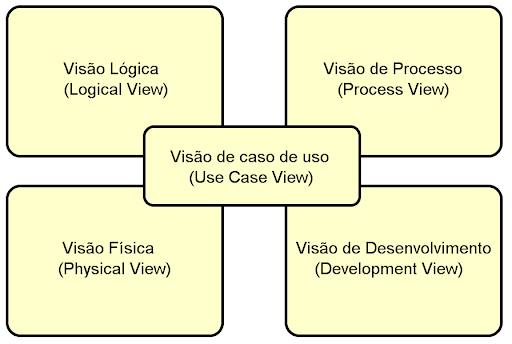 Visão Lógica
(Logical View)
Visão de Processo
(Process View)
Visão de caso de uso
(Use Case View)
Visão Física
(Physical View)
Visão de Desenvolvimento
(Development View)